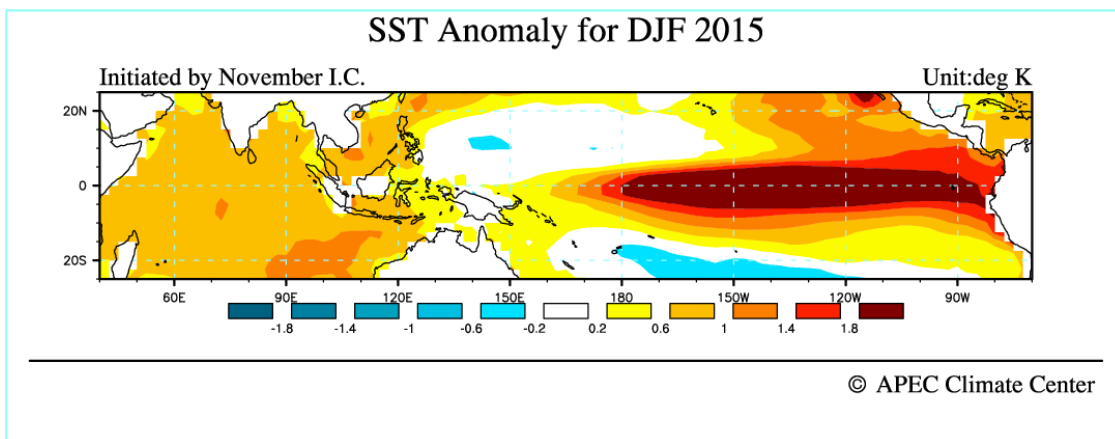 SST Anomaly for DJF 2015
Initiated by November I.C. Unit:deg K
20N
0
20S
60E 90E 120E 150E 180 150W 120W 90W
-1.8 -1.4 -1 -0.6 -0.2 0.2 0.6 1 1.4 1.8
© APEC Climate Center